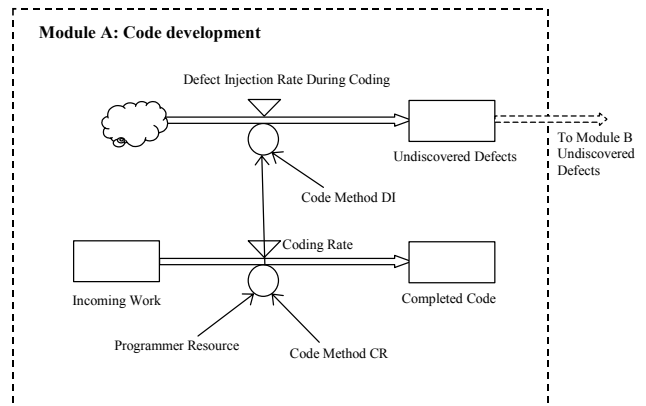 Module A: Code development
Defect Injection Rate During Coding
Undiscovered Defects
To Module B
Undiscovered
Defects
Code Method DI
Coding Rate
Incoming Work
Completed Code
Programmer Resource
Code Method CR